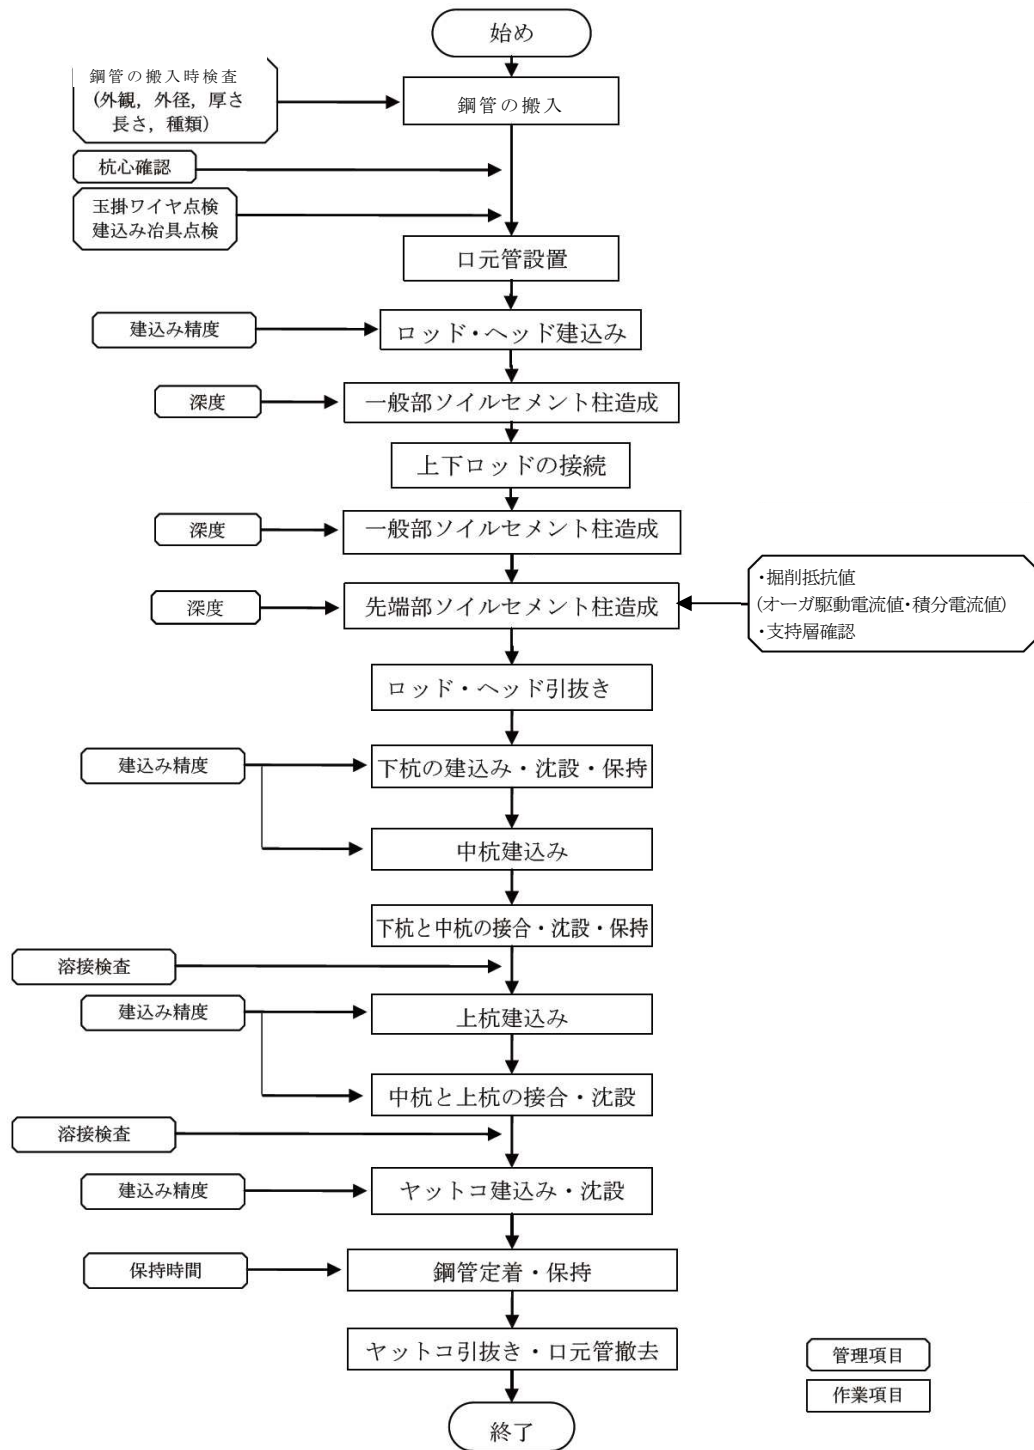 始め
鋼管の搬入時検査
(外観，外径，厚さ
長さ，種類)
鋼管の搬入
杭心確認
玉掛ワイヤ点検
建込み冶具点検
口元管設置
建込み精度
ロッド・ヘッド建込み
深度
一般部ソイルセメント柱造成
上下ロッドの接続
深度
一般部ソイルセメント柱造成
深度
先端部ソイルセメント柱造成
・掘削抵抗値
(オーガ駆動電流値・積分電流値)
・支持層確認
ロッド・ヘッド引抜き
建込み精度
下杭の建込み・沈設・保持
中杭建込み
下杭と中杭の接合・沈設・保持
溶接検査
建込み精度
上杭建込み
中杭と上杭の接合・沈設
溶接検査
建込み精度
ヤットコ建込み・沈設
保持時間
鋼管定着・保持
ヤットコ引抜き・口元管撤去
管理項目
作業項目
終了